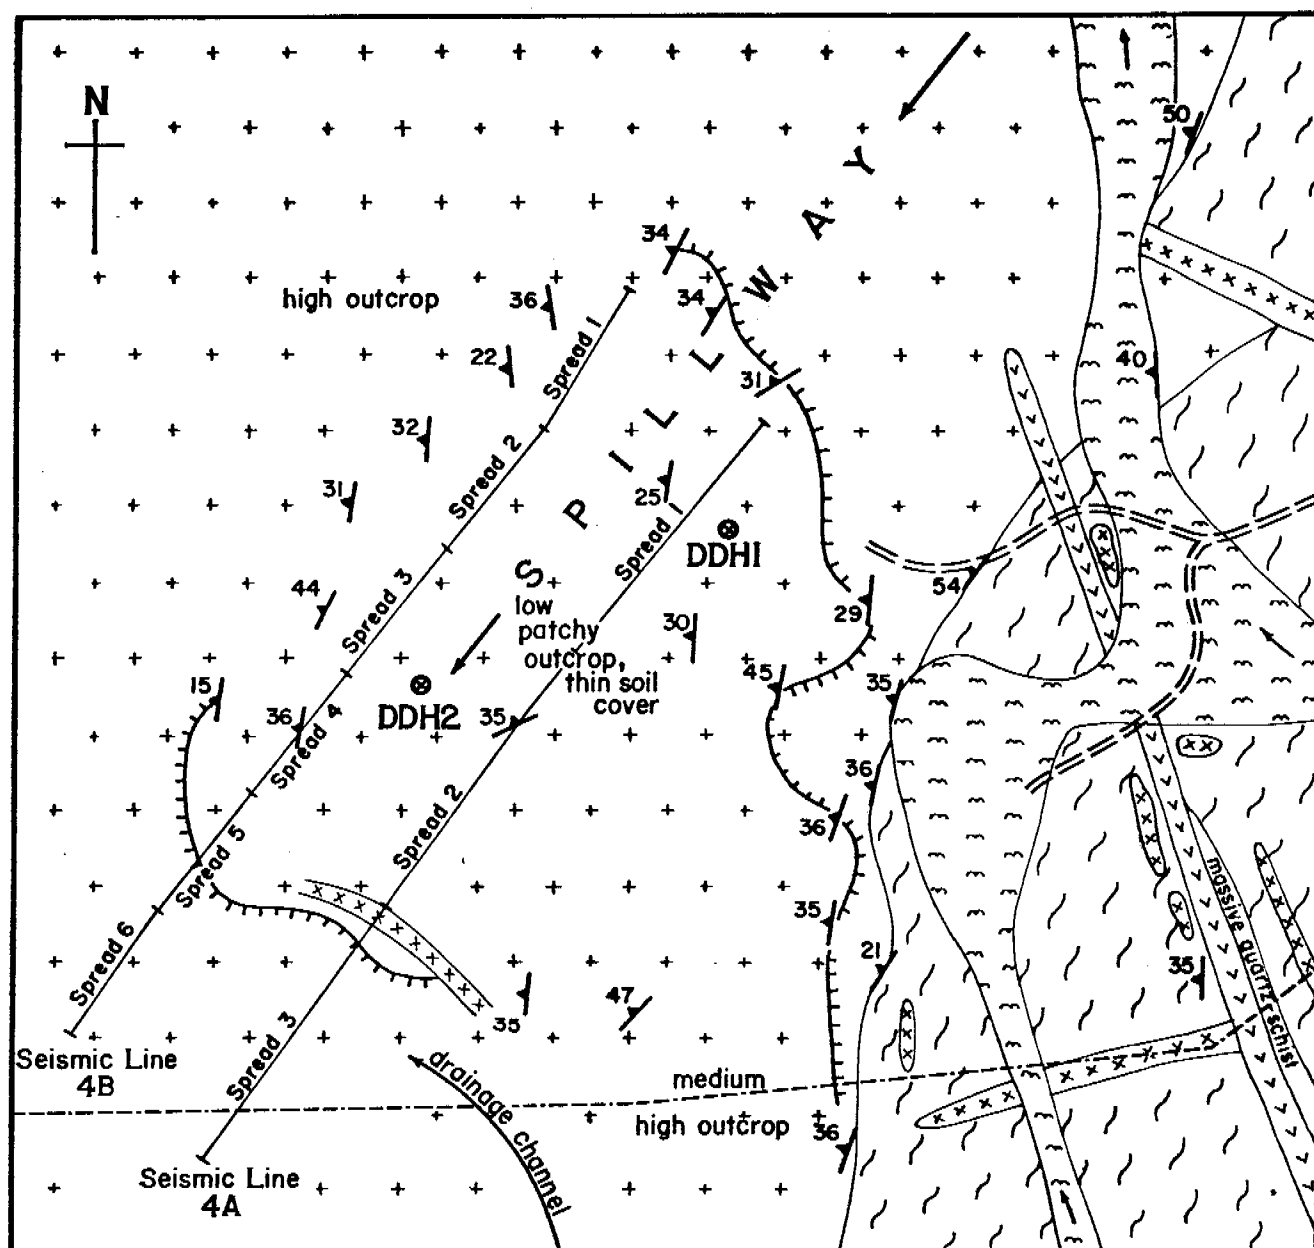 N
50
W A Y
34
high outcrop
36
34
Spread 1
22
31
40
32
Spread 2
S P I L L
25
31
Spread 1
DDH1
Spread 3
44
54
low
patchy
outcrop,
thin soil
cover
30
29
15
45
35
36
DDH2
35
Spread 4
36
Spread 2
36
Spread 5
massive quartz schist
35
21
35
Spread 6
35
47
Spread 3
Seismic Line
4B
drainage channel
medium
high outcrop
36
Seismic Line
4A